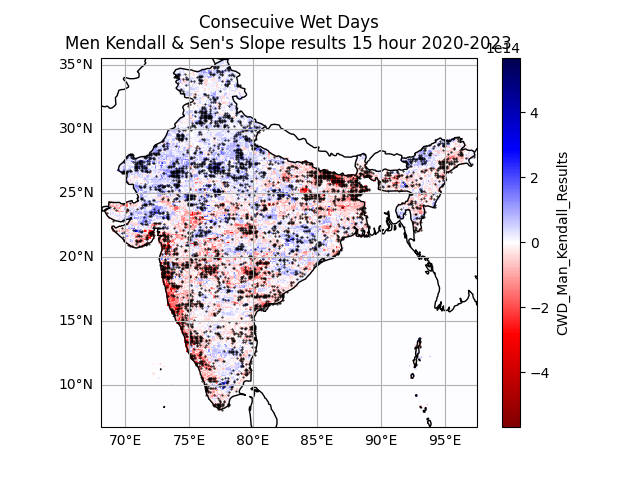 Consecuive Wet Days
Men Kendall & Sen's Slope results 15 hour 2020-2023
1e14
35°N
30°N
25°N
20°N
15°N
10°N
70°E
75°E
80°E
85°E
90°E
95°E
4
2
0
−2
−4
CWD_Man_Kendall_Results